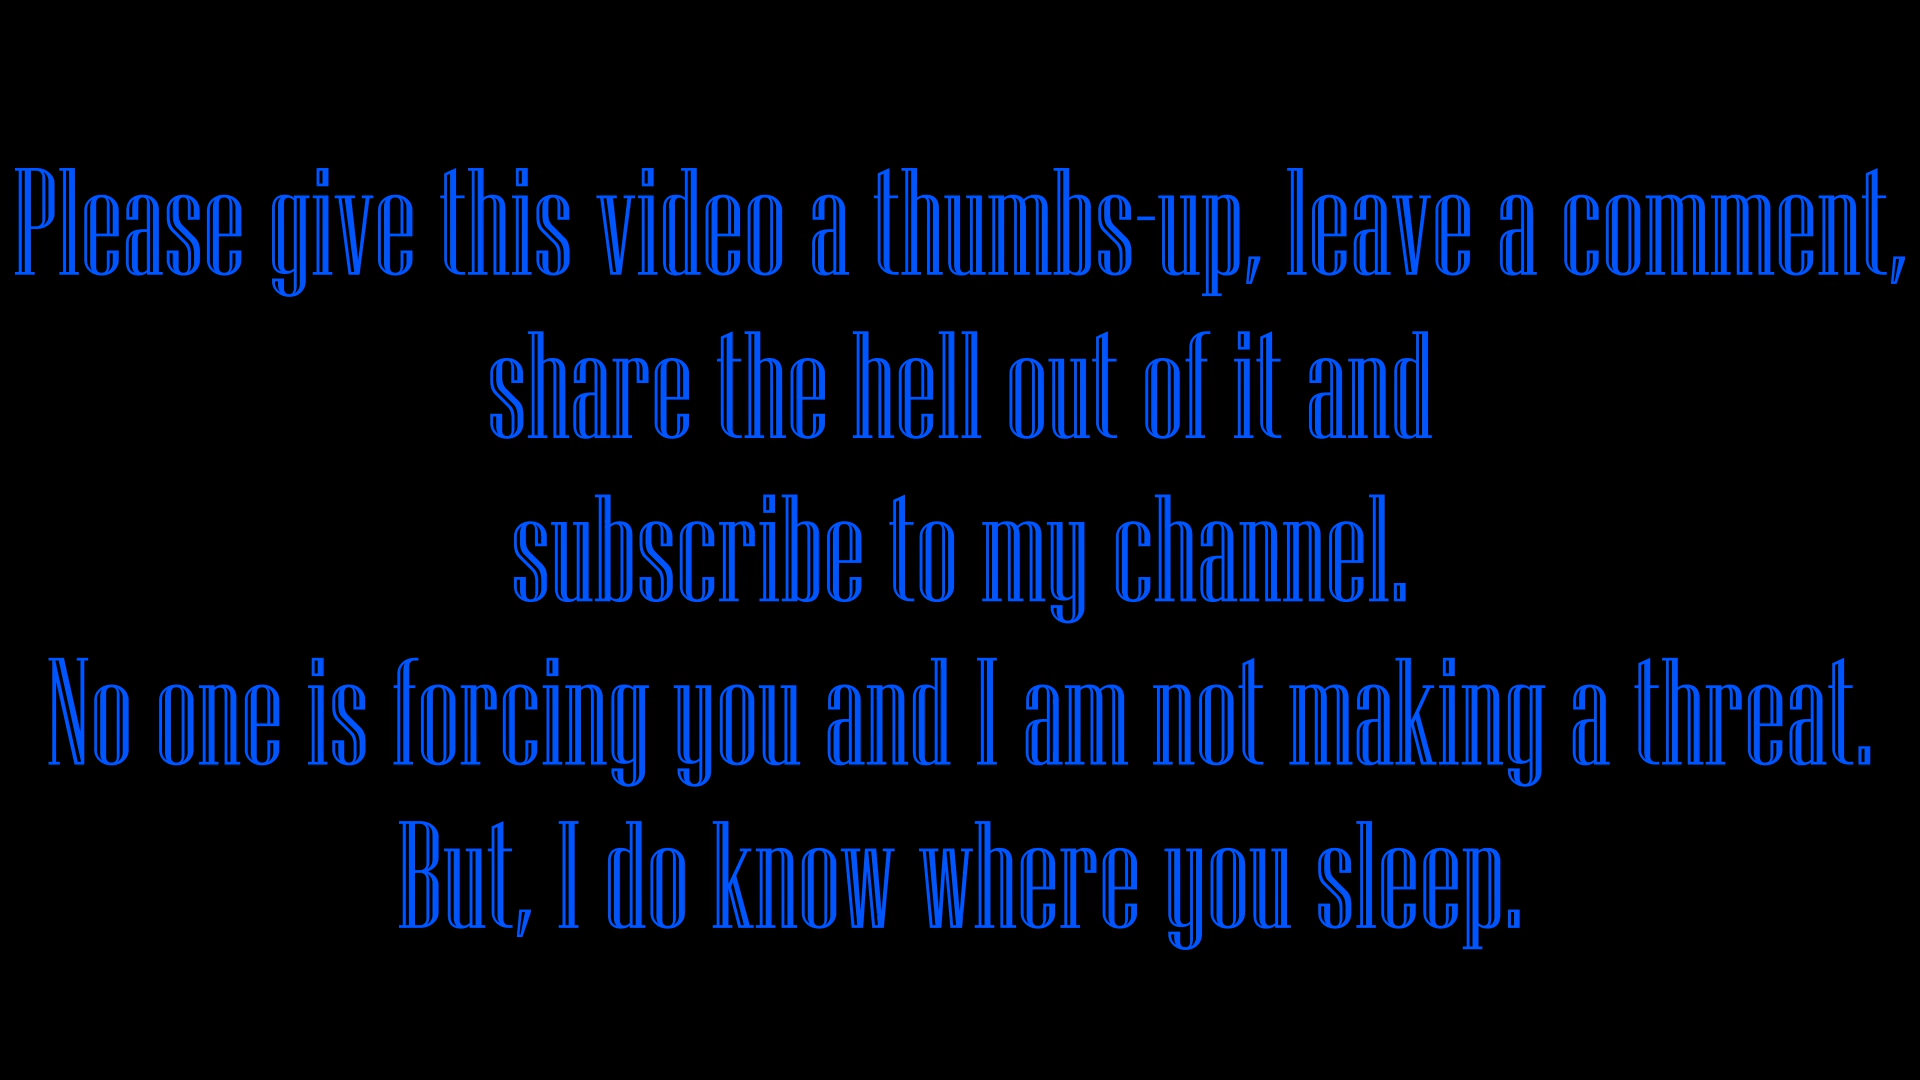 Please give this video a thumbs-up, leave a comment,
share the hell out of it and
subscribe to my channel.
No one is forcing you and I am not making a threat.
But, I do know where you sleep.